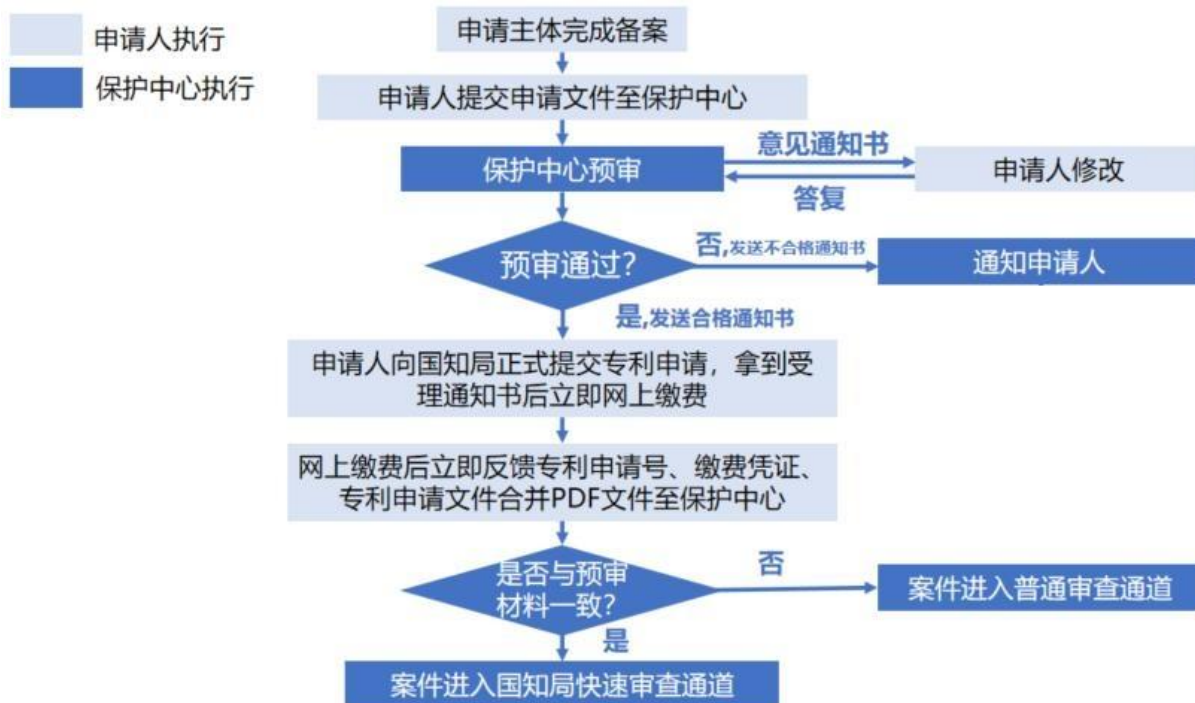 申请人执行
保护中心执行
申请主体完成备案
申请人提交申请文件至保护中心
保护中心预审
意见通知书
答复
申请人修改
预审通过?
否,发送不合格通知书
通知申请人
是,发送合格通知书
申请人向国知局正式提交专利申请，拿到受
理通知书后立即网上缴费
网上缴费后立即反馈专利申请号、缴费凭证、
专利申请文件合并PDF文件至保护中心
是否与预审
材料一致?
否
案件进入普通审查通道
是
案件进入国知局快速审查通道